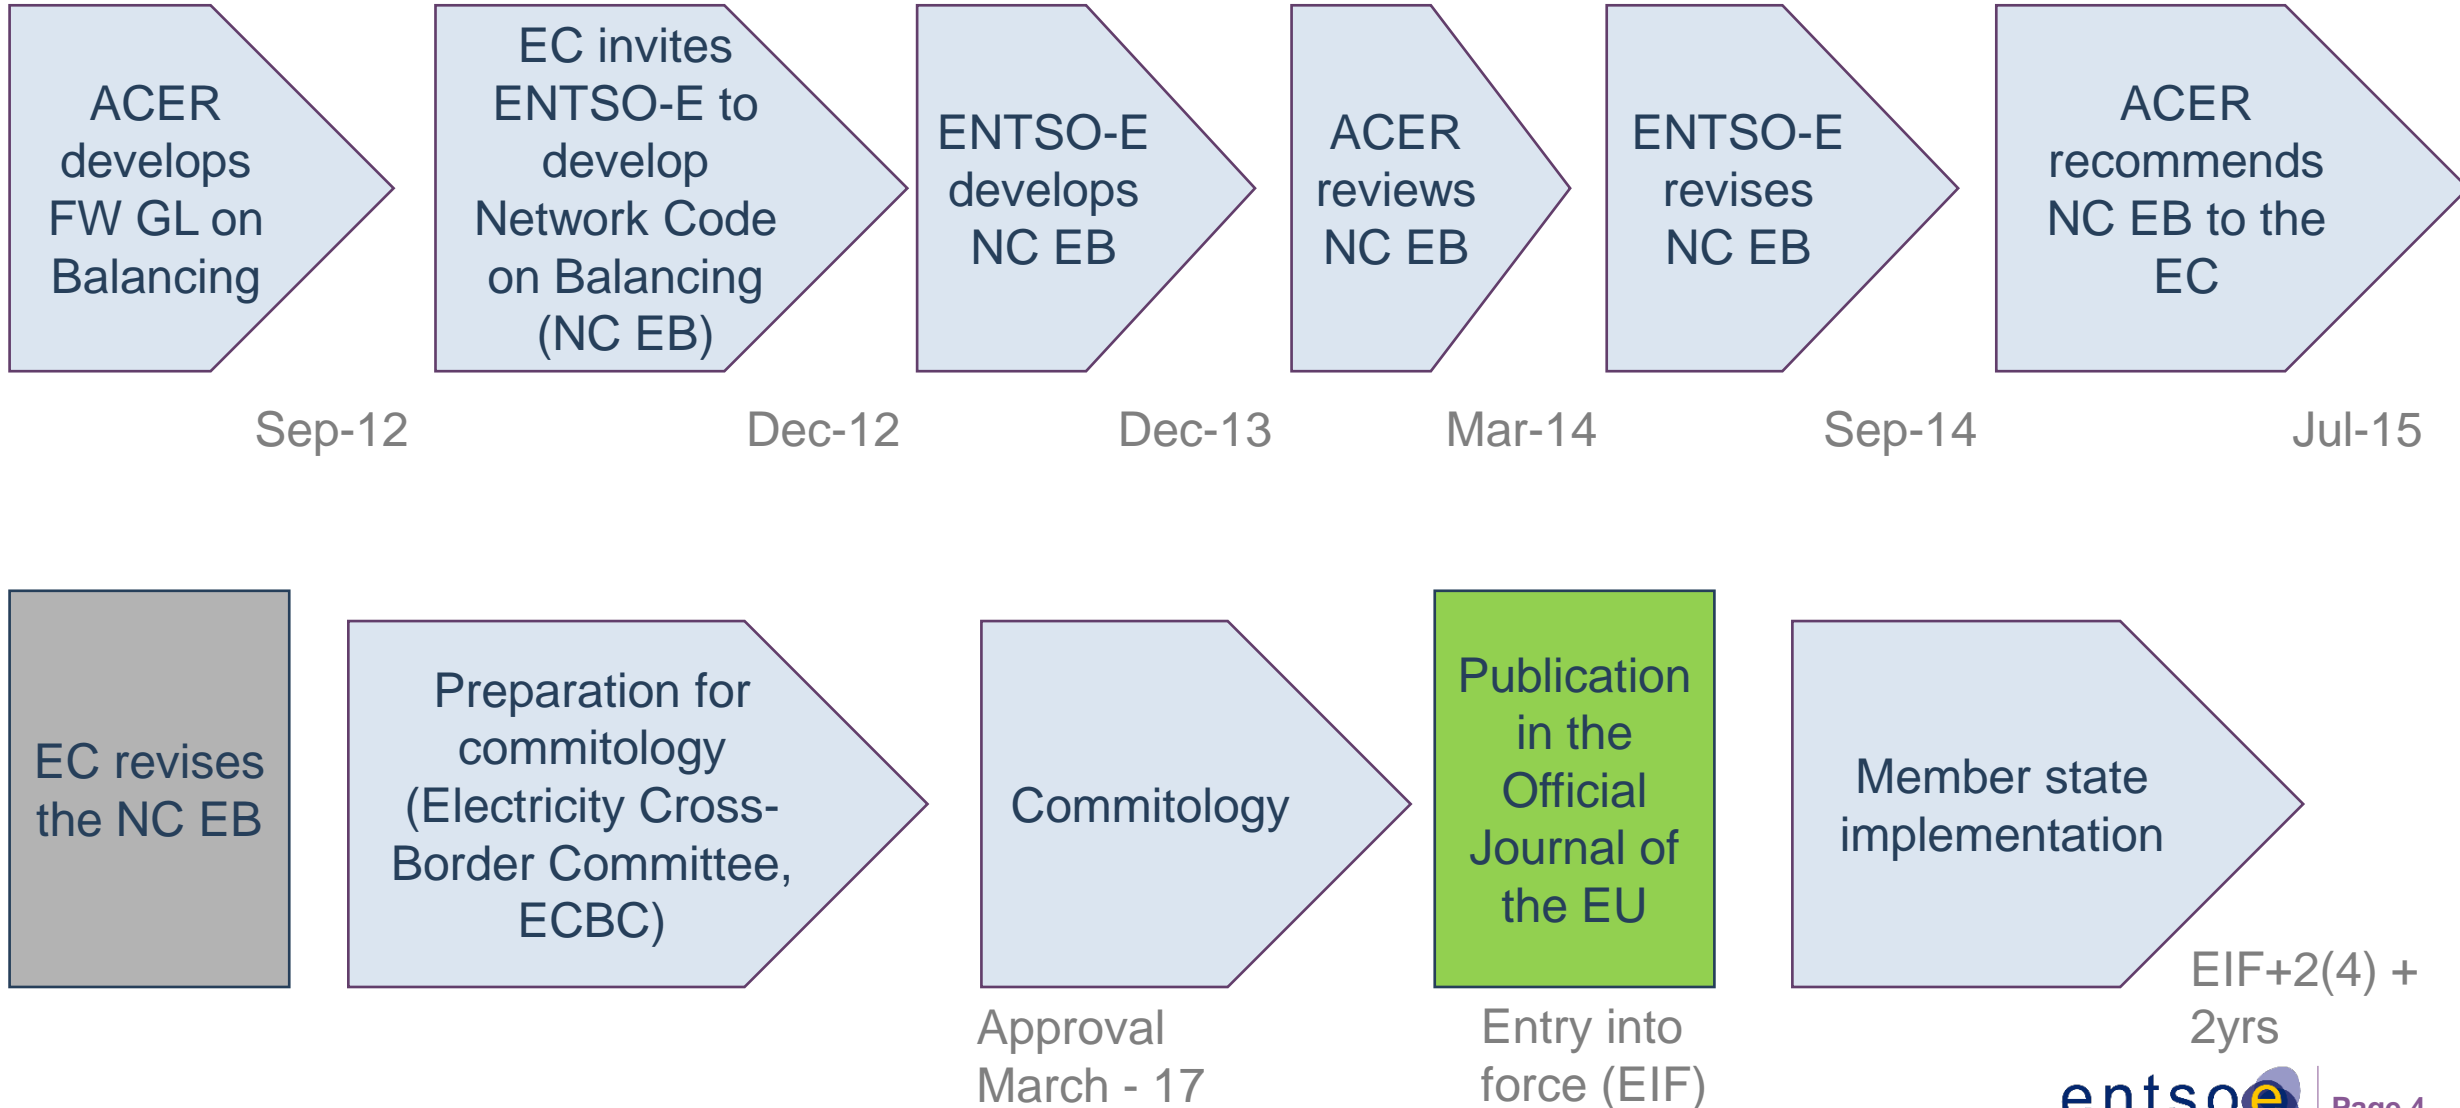 ACER
develops
FW GL on
Balancing
EC invites
ENTSO-E to
develop
Network Code
on Balancing
(NC EB)
ENTSO-E
develops
NC EB
ACER
reviews
NC EB
ENTSO-E
revises
NC EB
ACER
recommends
NC EB to the
EC
Sep-12
Dec-12
Dec-13
Mar-14
Sep-14
Jul-15
EC revises
the NC EB
Preparation for
commitology
(Electricity Cross-
Border Committee,
ECBC)
Commitology
Publication
in the
Official
Journal of
the EU
Member state
implementation
Approval
March - 17
Entry into
force (EIF)
EIF+2(4) +
2yrs
entsoe
Page 4